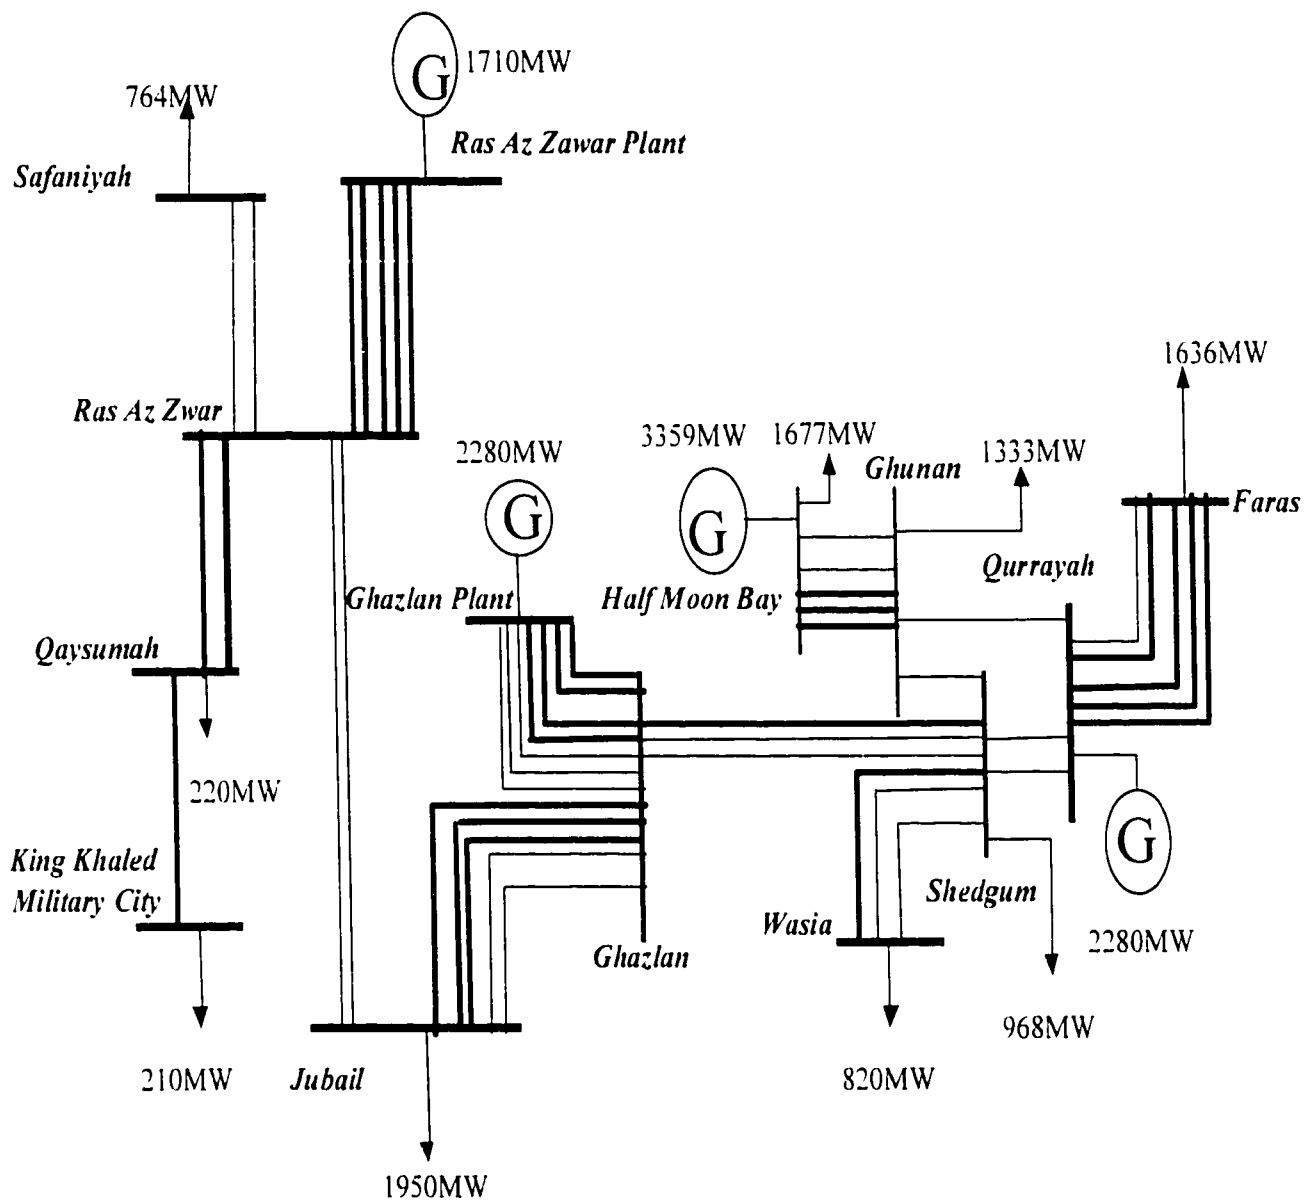 1710MW
G
764MW
Ras Az Zawar Plant
Safaniyah
1636MW
Ras Az Zwar
3359MW
1677MW
2280MW
Ghunan
1333MW
Faras
G
G
Qurrayah
Ghazlan Plant
Half Moon Bay
Qaysumah
220MW
King Khaled
Military City
G
Shedgum
Wasia
2280MW
Ghazlan
968MW
210MW
Jubail
820MW
1950MW